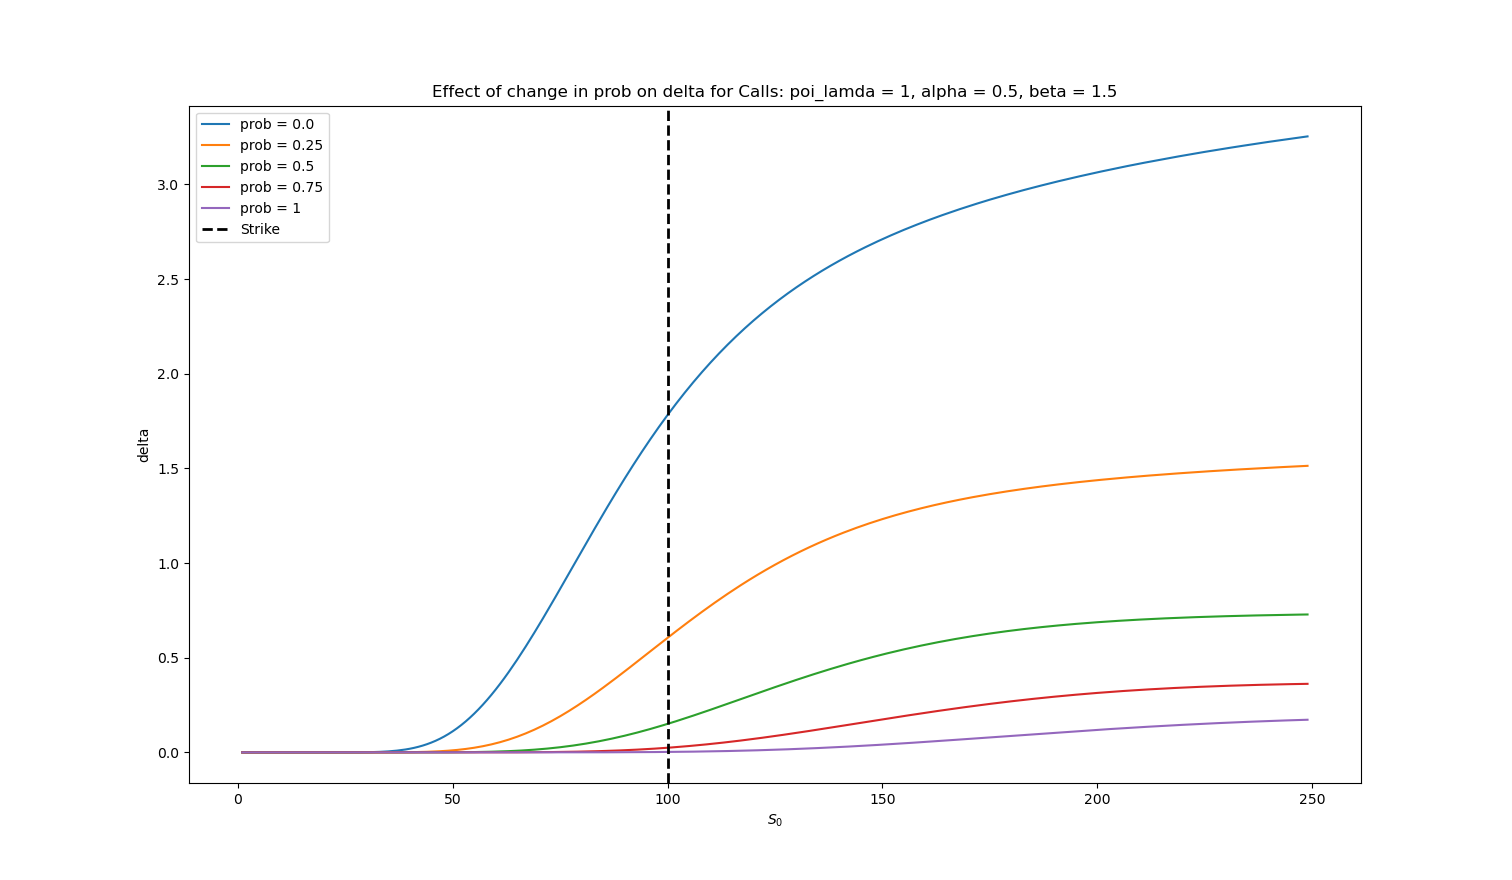 Effect of change in prob on delta for Calls: poi_lamda = 1, alpha = 0.5, beta = 1.5
prob = 0.0
prob = 0.25
prob = 0.5
prob = 0.75
prob = 1
Strike
delta
3.0
2.5
2.0
1.5
1.0
0.5
0.0
0 50 100 150 200 250
S₀